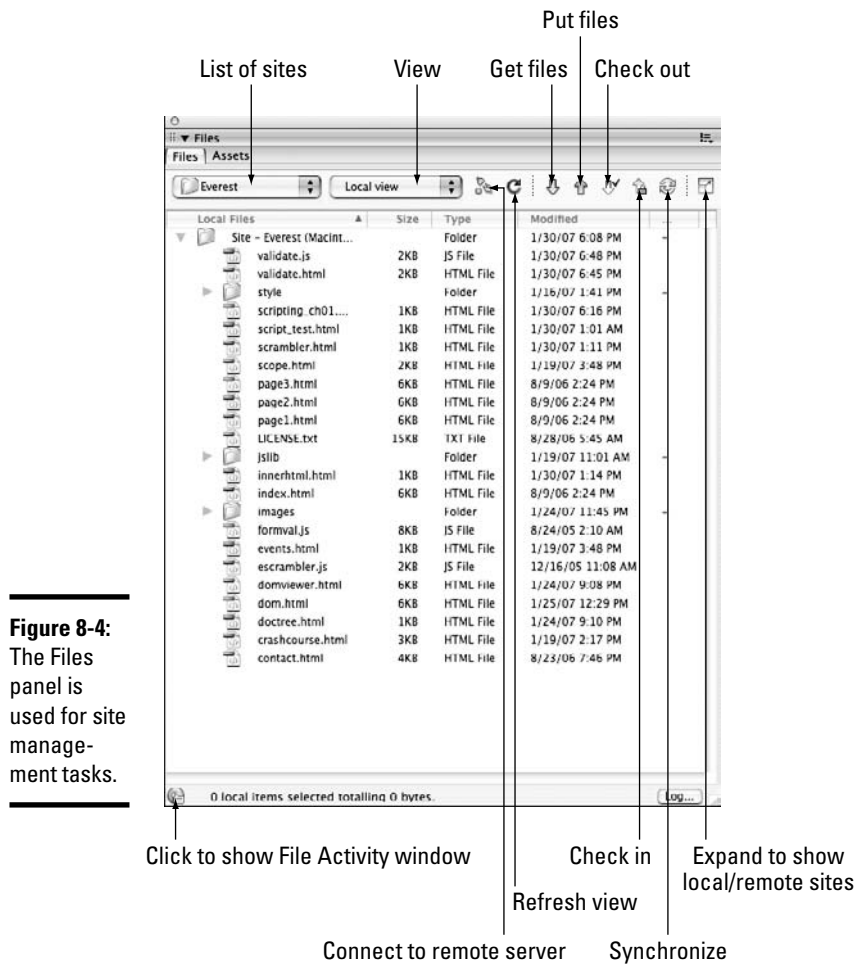 Put files
List of sites View Get files Check out
Files
Files Assets
Everest Local view
Local Files Size Type Modified ...
Site – Everest (Macint... Folder 1/30/07 6:08 PM -
validate.js 2KB JS File 1/30/07 6:48 PM
validate.html 2KB HTML File 1/30/07 6:45 PM
style Folder 1/16/07 1:41 PM -
scripting_ch01.... 1KB HTML File 1/30/07 6:16 PM
script_test.html 1KB HTML File 1/30/07 1:01 AM
scrambler.html 1KB HTML File 1/30/07 1:11 PM
scope.html 2KB HTML File 1/19/07 3:48 PM
page3.html 6KB HTML File 8/9/06 2:24 PM
page2.html 6KB HTML File 8/9/06 2:24 PM
page1.html 6KB HTML File 8/9/06 2:24 PM
LICENSE.txt 15KB TXT File 8/28/06 5:45 AM
jslib Folder 1/19/07 11:01 AM -
innerhtml.html 1KB HTML File 1/30/07 1:14 PM
index.html 6KB HTML File 8/9/06 2:24 PM
images Folder 1/24/07 11:45 PM -
formval.js 8KB JS File 8/24/05 2:10 AM
events.html 1KB HTML File 1/19/07 3:48 PM
escrambler.js 2KB JS File 12/16/05 11:08 AM
domviewer.html 6KB HTML File 1/24/07 9:08 PM
dom.html 6KB HTML File 1/25/07 12:29 PM
doctree.html 1KB HTML File 1/24/07 9:10 PM
crashcourse.html 3KB HTML File 1/19/07 2:17 PM
contact.html 4KB HTML File 8/23/06 7:46 PM
0 local items selected totalling 0 bytes. Log...
Figure 8-4:
The Files
panel is
used for site
manage-
ment tasks.
Click to show File Activity window Check in Expand to show
local/remote sites
Refresh view
Connect to remote server Synchronize